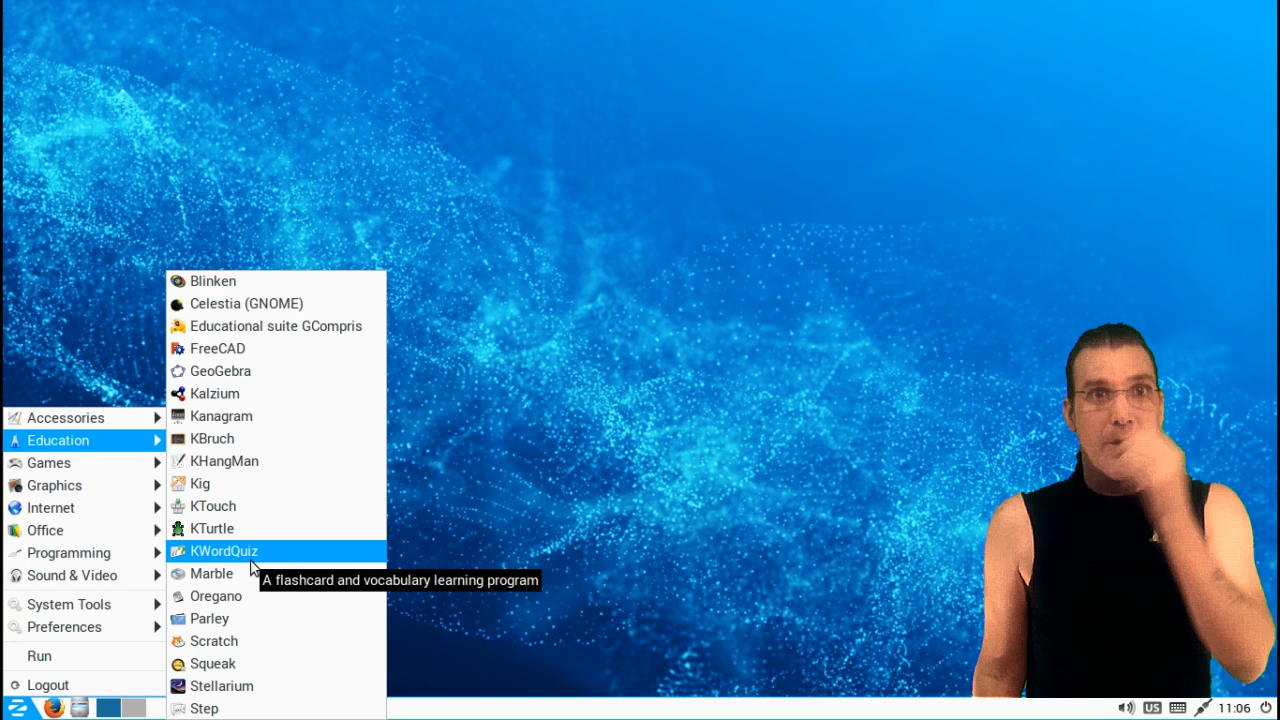 Blinken
Celestia (GNOME)
Educational suite GCompris
FreeCAD
GeoGebra
Kalzium
Kanagram
KBruch
KHangMan
Kig
KTouch
KTurtle
KWordQuiz
Marble
Oregano
Parley
Scratch
Squeak
Stellarium
Step
A flashcard and vocabulary learning program
Accessories
Education
Games
Graphics
Internet
Office
Programming
Sound & Video
System Tools
Preferences
Run
Logout
US
11:06